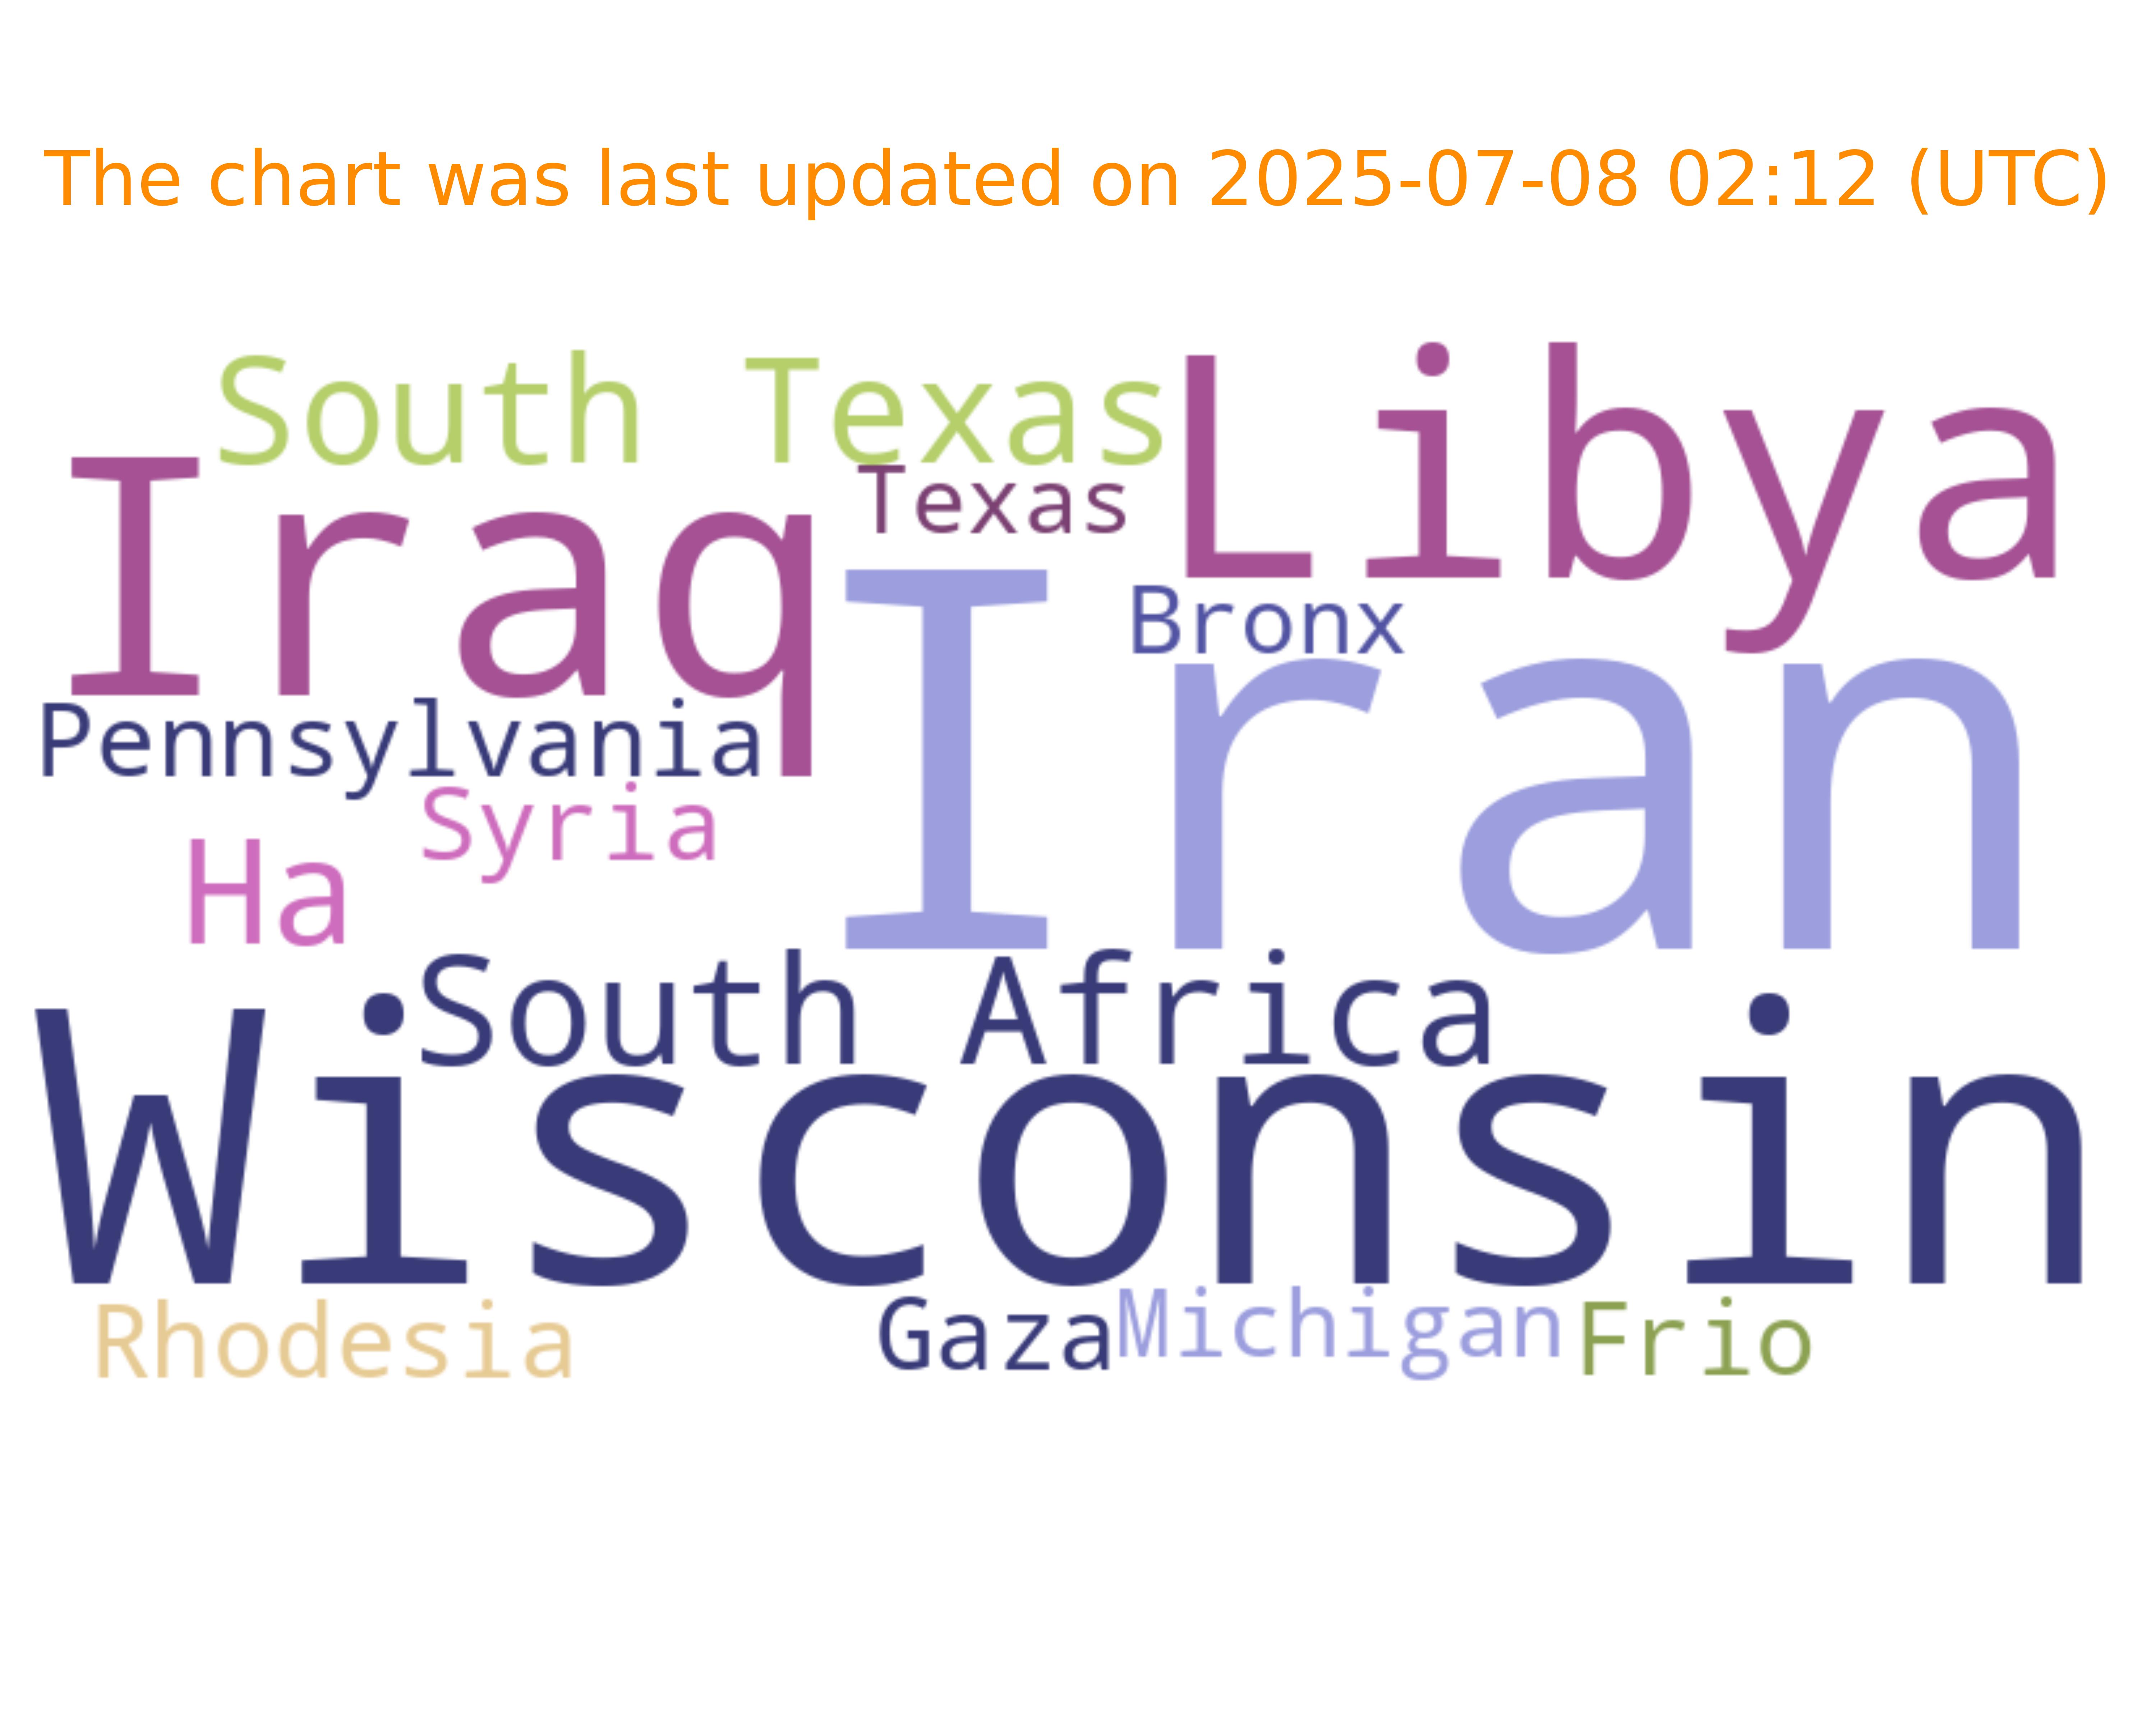 The chart was last updated on 2025-07-08 02:12 (UTC)
South Texas
Libya
Iraq
Texas
Iran
Bronx
Pennsylvania
Syria
Ha
South Africa
Wisconsin
Rhodesia
Gaza
Michigan
Frio